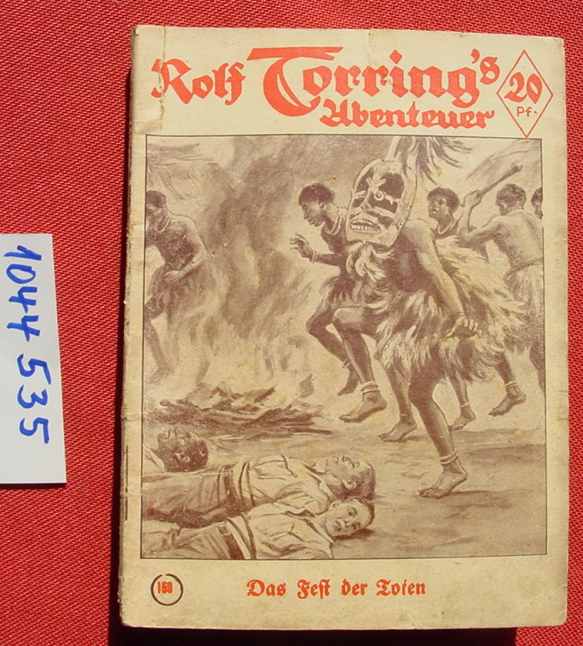 Rolf Torring's
Abenteuer
20
Pf.
Das Fest der Toten
1044 535